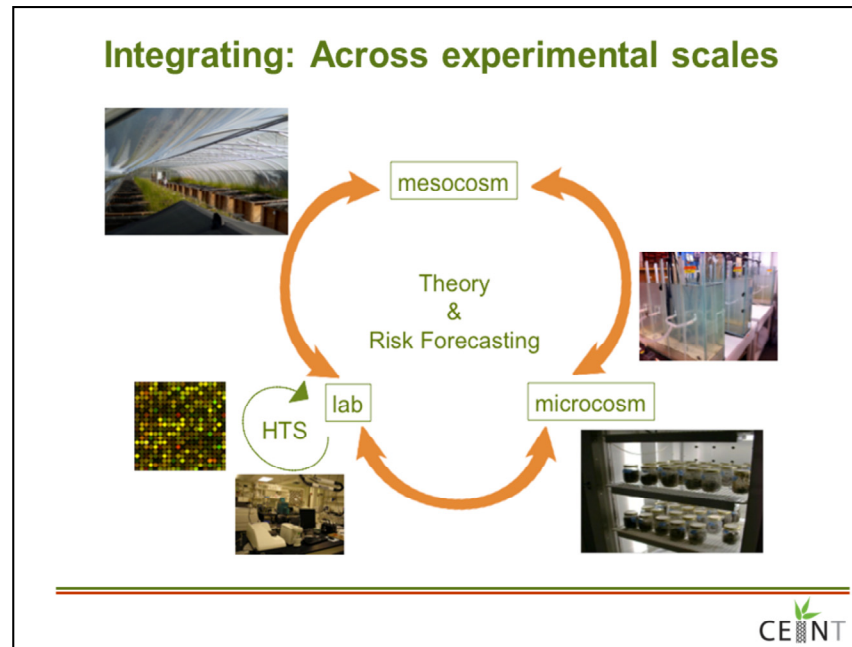 Integrating: Across experimental scales
mesocosm
Theory
&
Risk Forecasting
lab
microcosm
HTS
CEINT